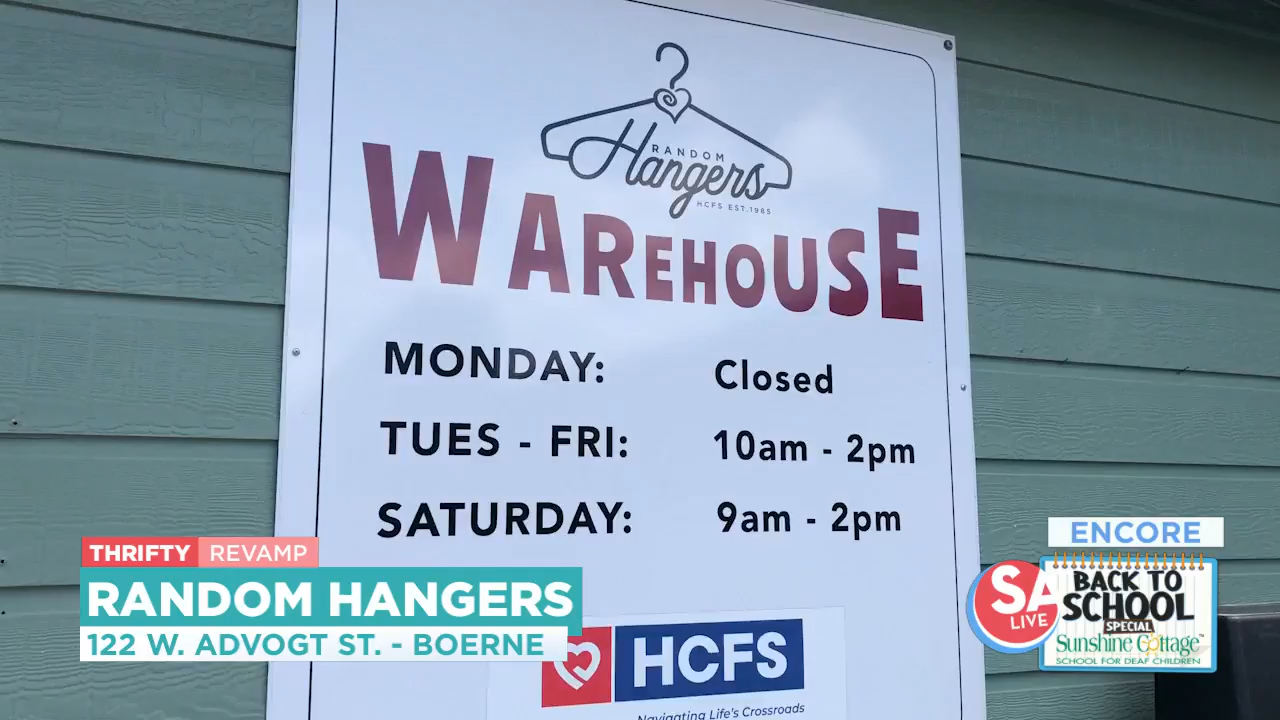 RANDOM
Hangers
HCFS EST.1985
WAREHOUSE
MONDAY: Closed
TUES - FRI: 10am - 2pm
SATURDAY: 9am - 2pm
HCFS
Navigating Life's Crossroads
THRIFTY REVAMP
RANDOM HANGERS
122 W. ADVOGT ST. - BOERNE
ENCORE
SA
LIVE
BACK TO
SCHOOL
SPECIAL
Sunshine Cottage™
SCHOOL FOR DEAF CHILDREN